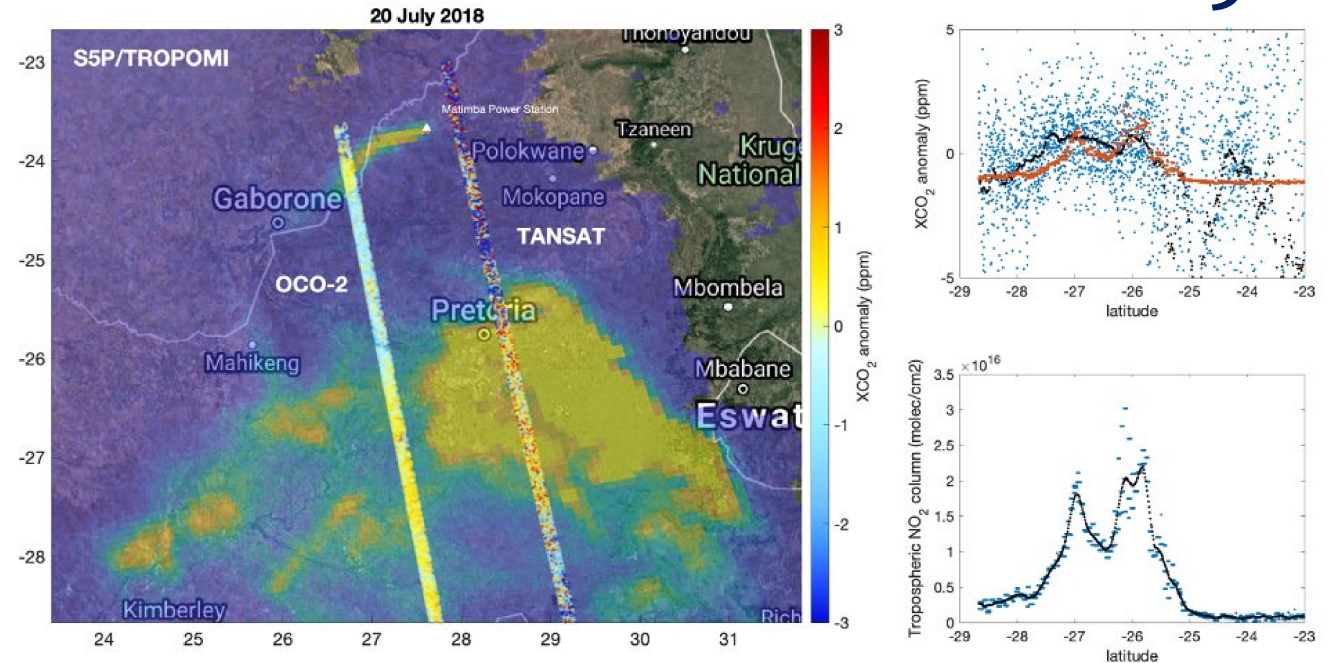 20 July 2018
S5P/TROPOMI
Thohoyandou
Matimba Power Station
Tzaneen
Polokwane
Kruge
National
Mokopane
Gaborone
TANSAT
OCO-2
Mbombela
Pretoria
Mahikeng
Mbabane
Eswat
Kimberley
Rich
-23
-24
-25
-26
-27
-28
24 25 26 27 28 29 30 31
3
2
1
0
-1
-2
-3
XCO2 anomaly (ppm)
XCO2 anomaly (ppm)
5
0
-5
-29 -28 -27 -26 -25 -24 -23
latitude
Tropospheric NO2 column (molec/cm2)
×10^16
3.5
3
2.5
2
1.5
1
0.5
0
-29 -28 -27 -26 -25 -24 -23
latitude